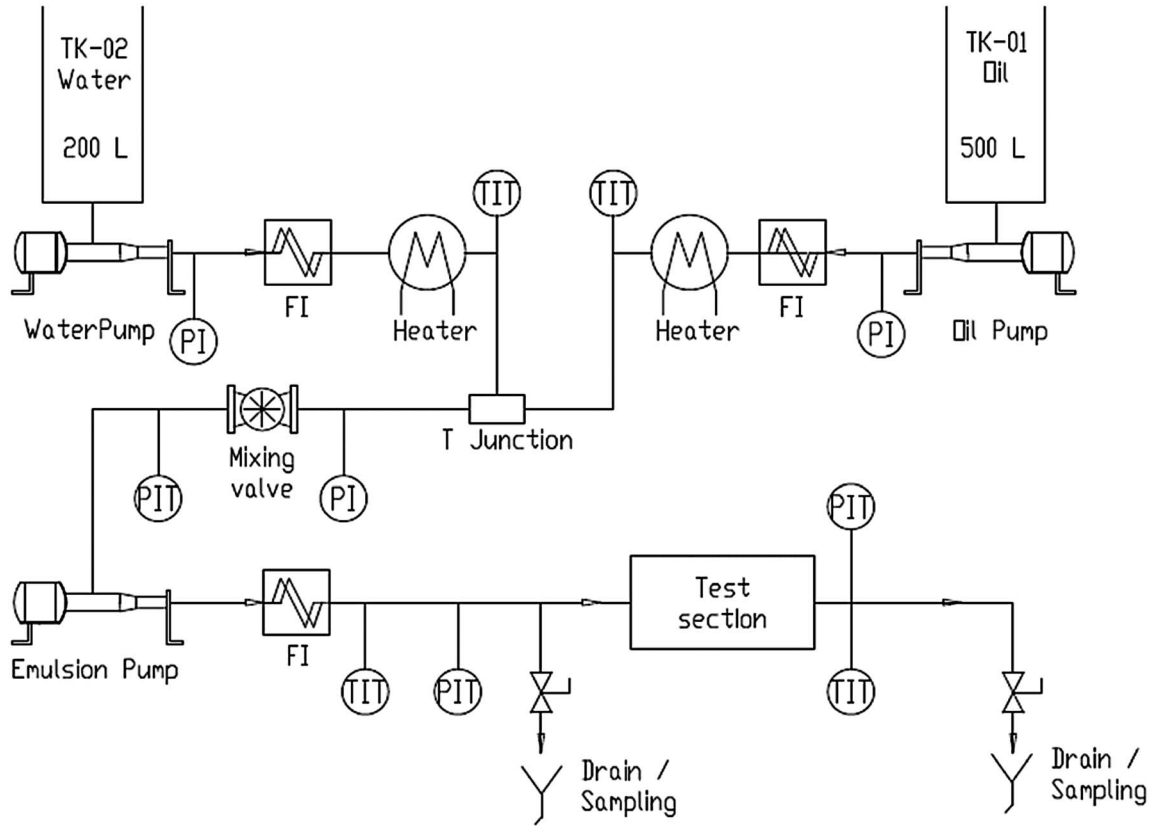 TK-02
Water
200 L
TK-01
Oil
500 L
TIT
TIT
WaterPump
PI
FI
Heater
Heater
FI
PI
Oil Pump
T Junction
Mixing
valve
PIT
PI
PIT
Test
section
Emulsion Pump
FI
TIT
PIT
TIT
Drain /
Sampling
Drain /
Sampling